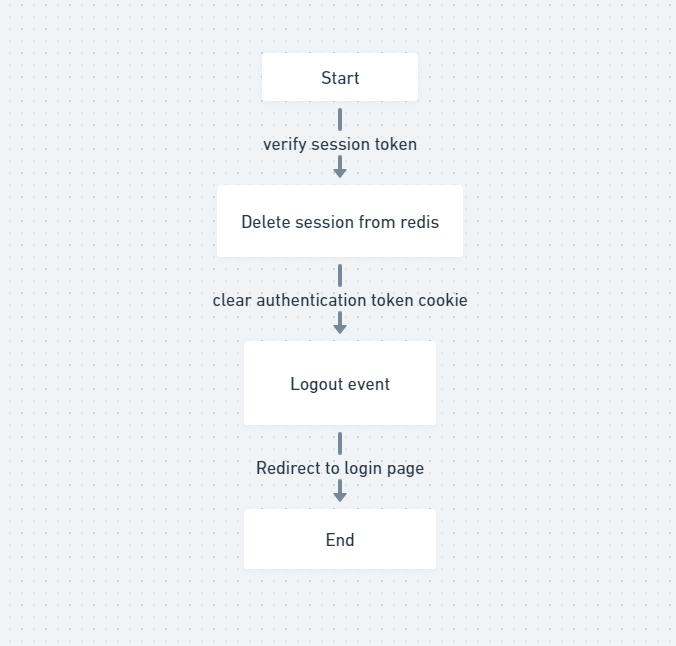 Start
verify session token
Delete session from redis
clear authentication token cookie
Logout event
Redirect to login page
End